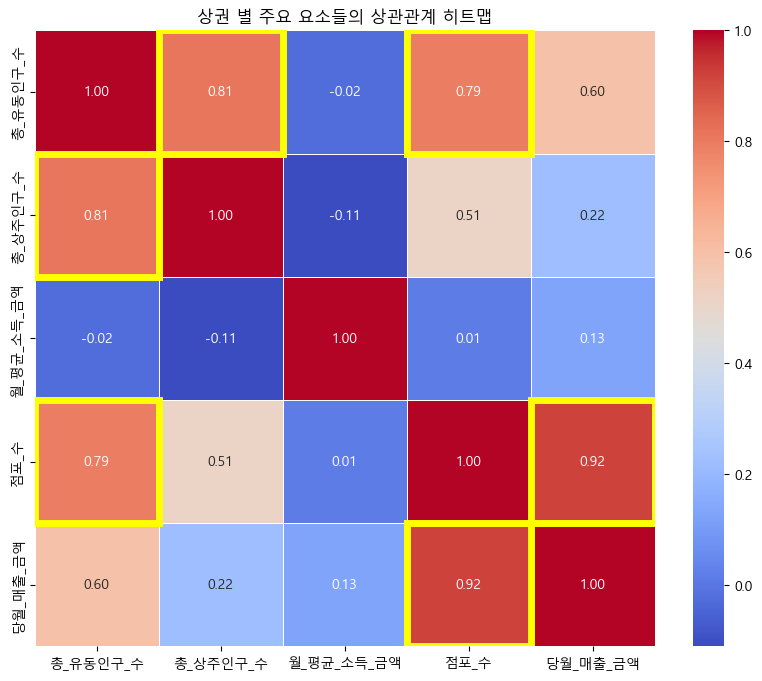 상권 별 주요 요소들의 상관관계 히트맵
총_유동인구_수
1.00 0.81 -0.02 0.79 0.60
총_상주인구_수
0.81 1.00 -0.11 0.51 0.22
월_평균_소득_금액
-0.02 -0.11 1.00 0.01 0.13
점포_수
0.79 0.51 0.01 1.00 0.92
당월_매출_금액
0.60 0.22 0.13 0.92 1.00
총_유동인구_수 총_상주인구_수 월_평균_소득_금액 점포_수 당월_매출_금액
1.0
0.8
0.6
0.4
0.2
0.0